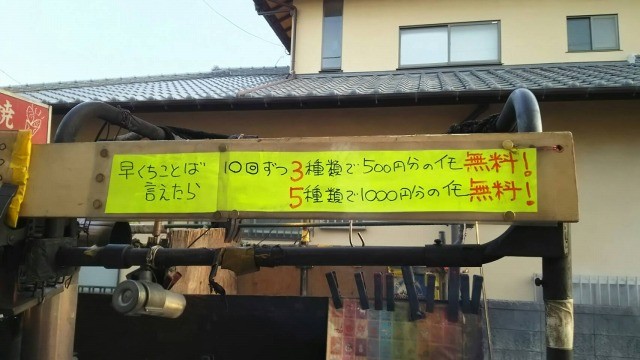 早くちことば
言えたら
10回ずつ3種類で500円分のイモ無料!
5種類で1000円分のイモ無料!
焼